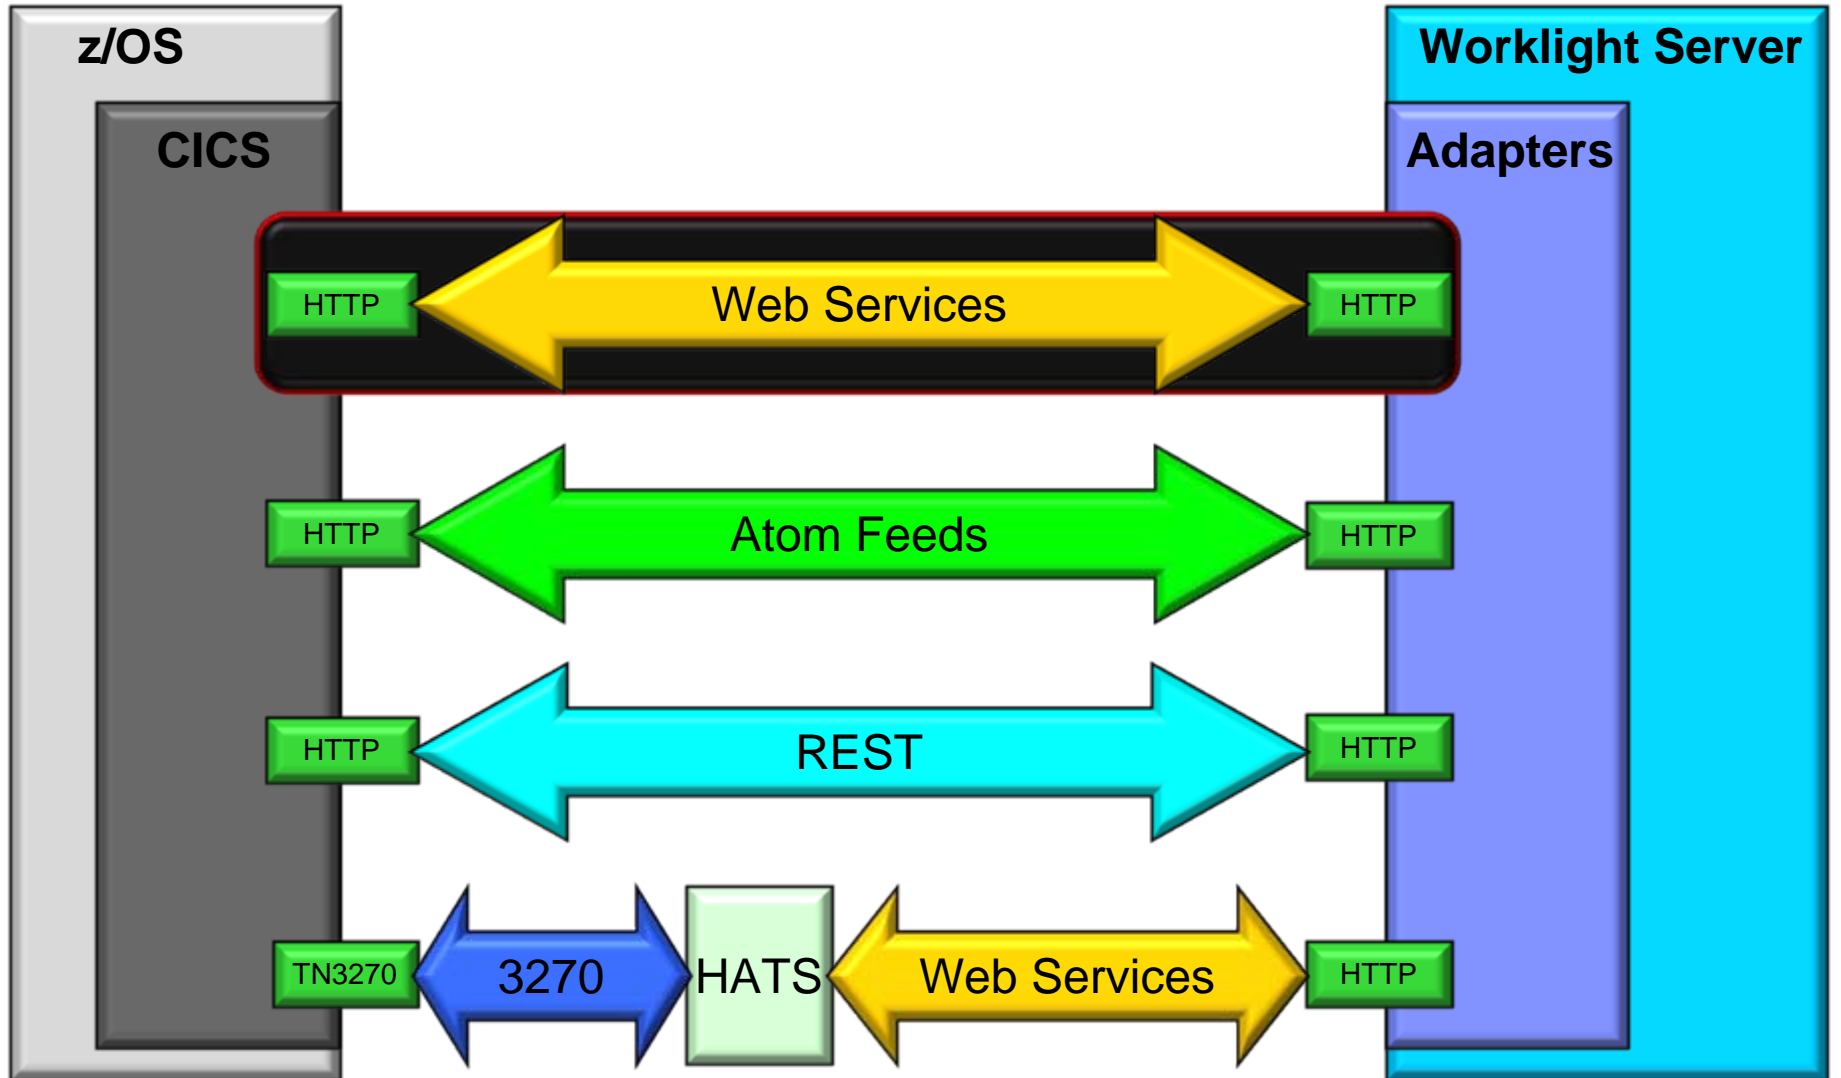 z/OS
Worklight Server
CICS
Adapters
HTTP
Web Services
HTTP
HTTP
Atom Feeds
HTTP
HTTP
REST
HTTP
TN3270
3270
HATS
Web Services
HTTP